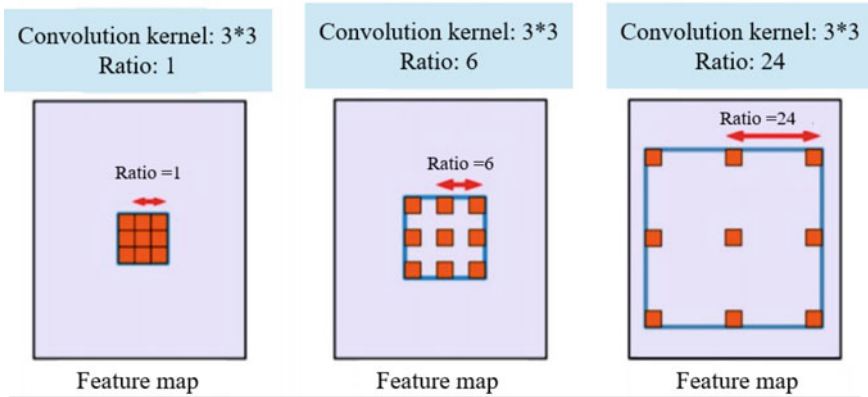 Convolution kernel: 3*3
Ratio: 1
Convolution kernel: 3*3
Ratio: 6
Convolution kernel: 3*3
Ratio: 24
Ratio =1
Ratio =6
Ratio =24
Feature map
Feature map
Feature map